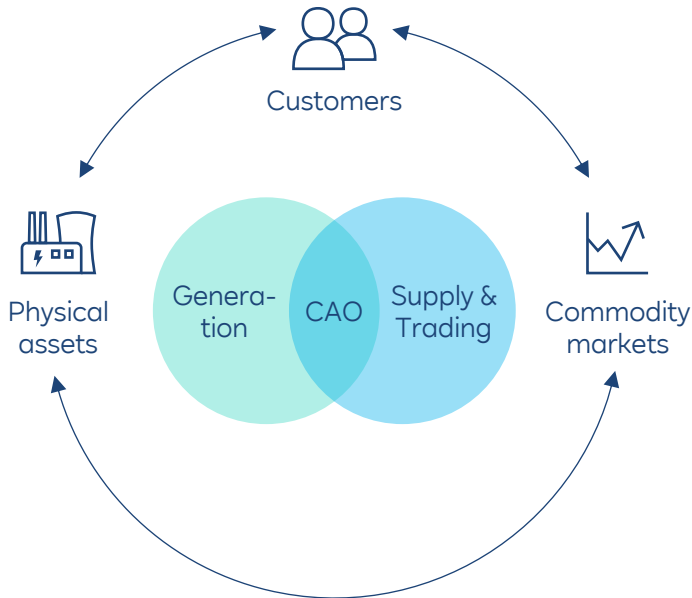 Customers
Physical
assets
Genera-
tion
CAO
Supply &
Trading
Commodity
markets